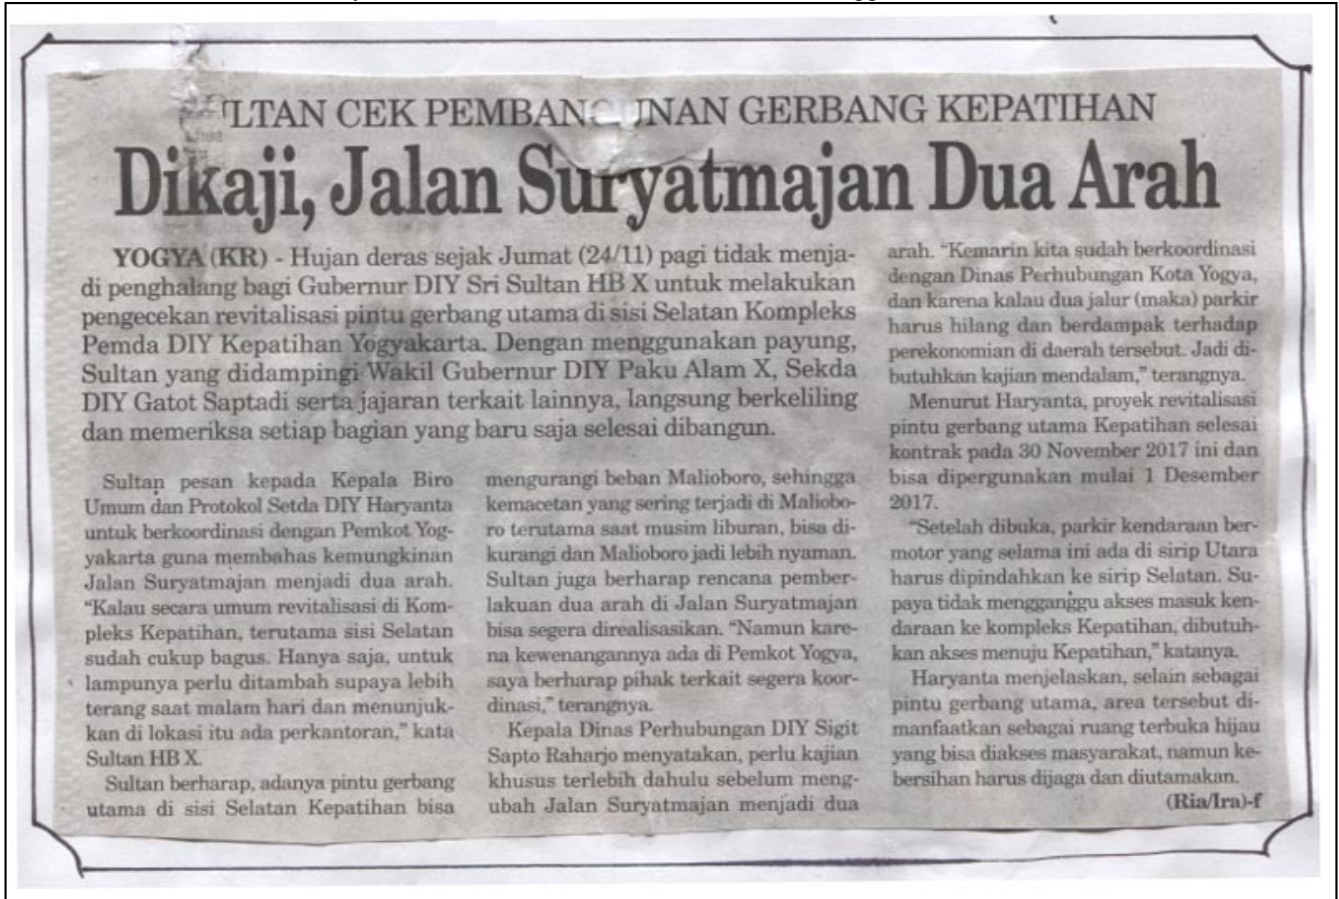 LTAN CEK PEMBANGUNAN GERBANG KEPATIHAN
Dikaji, Jalan Suryatmajan Dua Arah
YOGYA (KR) - Hujan deras sejak Jumat (24/11) pagi tidak menja-
di penghalang bagi Gubernur DIY Sri Sultan HB X untuk melakukan
pengecekan revitalisasi pintu gerbang utama di sisi Selatan Kompleks
Pemda DIY Kepatihan Yogyakarta. Dengan menggunakan payung,
Sultan yang didampingi Wakil Gubernur DIY Paku Alam X, Sekda
DIY Gatot Saptadi serta jajaran terkait lainnya, langsung berkeliling
dan memeriksa setiap bagian yang baru saja selesai dibangun.
Sultan pesan kepada Kepala Biro
Umum dan Protokol Setda DIY Haryanta
untuk berkoordinasi dengan Pemkot Yog-
yakarta guna membahas kemungkinan
Jalan Suryatmajan menjadi dua arah.
"Kalau secara umum revitalisasi di Kom-
pleks Kepatihan, terutama sisi Selatan
sudah cukup bagus. Hanya saja, untuk
lampunya perlu ditambah supaya lebih
terang saat malam hari dan menunjuk-
kan di lokasi itu ada perkantoran," kata
Sultan HB X.
Sultan berharap, adanya pintu gerbang
utama di sisi Selatan Kepatihan bisa
mengurangi beban Malioboro, sehingga
kemacetan yang sering terjadi di Maliobo-
ro terutama saat musim liburan, bisa di-
kurangi dan Malioboro jadi lebih nyaman.
Sultan juga berharap rencana pember-
lakuan dua arah di Jalan Suryatmajan
bisa segera direalisasikan. "Namun kare-
na kewenangannya ada di Pemkot Yogya,
saya berharap pihak terkait segera koor-
dinasi," terangnya.
Kepala Dinas Perhubungan DIY Sigit
Sapto Raharjo menyatakan, perlu kajian
khusus terlebih dahulu sebelum meng-
ubah Jalan Suryatmajan menjadi dua
arah. "Kemarin kita sudah berkoordinasi
dengan Dinas Perhubungan Kota Yogya,
dan karena kalau dua jalur (maka) parkir
harus hilang dan berdampak terhadap
perekonomian di daerah tersebut. Jadi di-
butuhkan kajian mendalam," terangnya.
Menurut Haryanta, proyek revitalisasi
pintu gerbang utama Kepatihan selesai
kontrak pada 30 November 2017 ini dan
bisa dipergunakan mulai 1 Desember
2017.
"Setelah dibuka, parkir kendaraan ber-
motor yang selama ini ada di sirip Utara
harus dipindahkan ke sirip Selatan. Su-
paya tidak mengganggu akses masuk ken-
daraan ke kompleks Kepatihan, dibutuh-
kan akses menuju Kepatihan," katanya.
Haryanta menjelaskan, selain sebagai
pintu gerbang utama, area tersebut di-
manfaatkan sebagai ruang terbuka hijau
yang bisa diakses masyarakat, namun ke-
bersihan harus dijaga dan diutamakan.
(Ria/Ira)-f